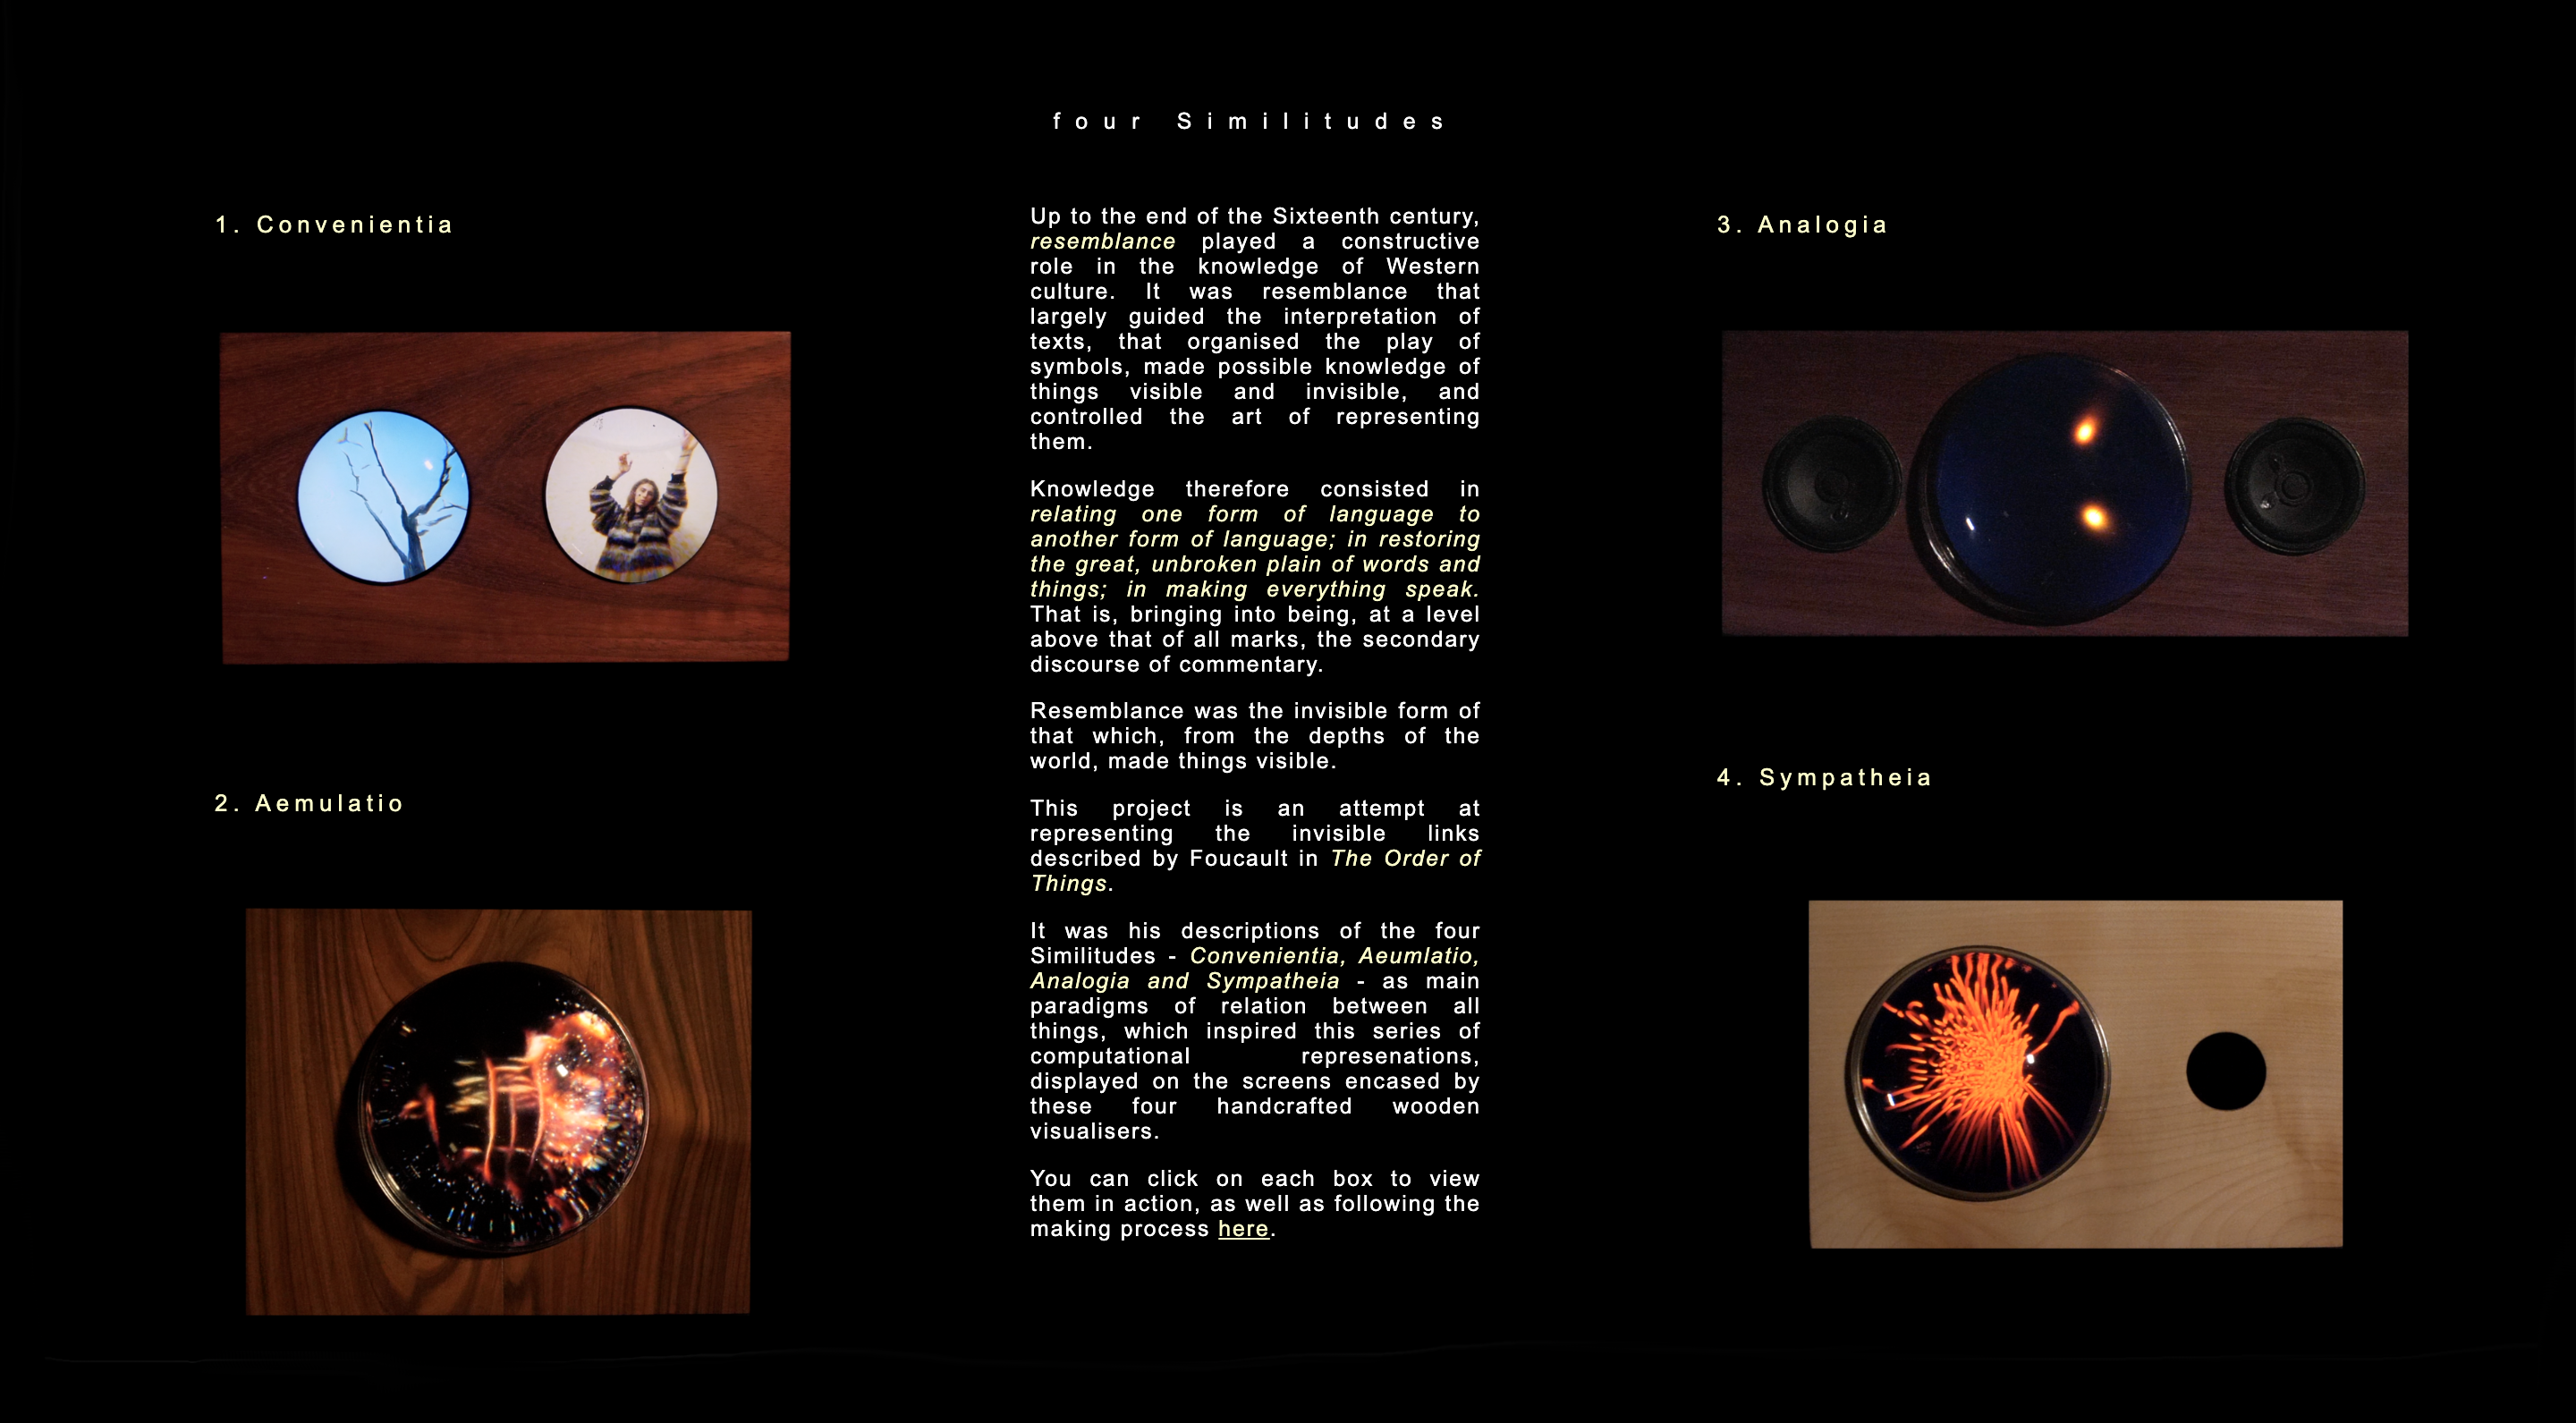 four Similitudes
1. Convenientia
2. Aemulatio
Up to the end of the Sixteenth century,
resemblance played a constructive
role in the knowledge of Western
culture. It was resemblance that
largely guided the interpretation of
texts, that organised the play of
symbols, made possible knowledge of
things visible and invisible, and
controlled the art of representing
them.
Knowledge therefore consisted in
relating one form of language to
another form of language; in restoring
the great, unbroken plain of words and
things; in making everything speak.
That is, bringing into being, at a level
above that of all marks, the secondary
discourse of commentary.
Resemblance was the invisible form of
that which, from the depths of the
world, made things visible.
This project is an attempt at
representing the invisible links
described by Foucault in The Order of
Things.
It was his descriptions of the four
Similitudes - Convenientia, Aeumlatio,
Analogia and Sympatheia - as main
paradigms of relation between all
things, which inspired this series of
computational represenations,
displayed on the screens encased by
these four handcrafted wooden
visualisers.
You can click on each box to view
them in action, as well as following the
making process here.
3. Analogia
4. Sympatheia